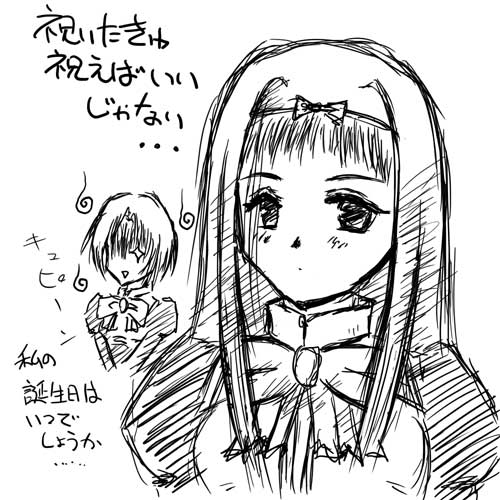 祝いたきゅ
祝えばいい
じゃない
・・・
キュピーン
私の
誕生日は
いつで
しょうか
・・・・・